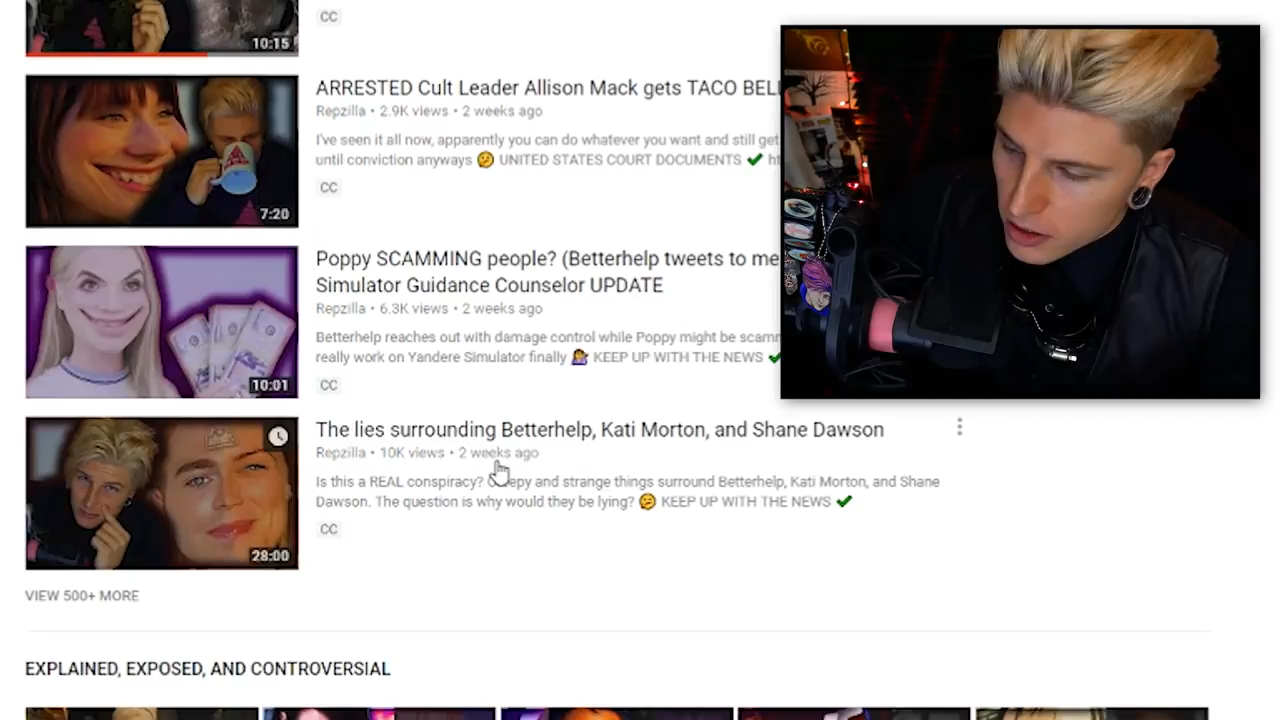 CC
10:15
ARRESTED Cult Leader Allison Mack gets TACO BELL
Repzilla • 2.9K views • 2 weeks ago
I've seen it all now, apparently you can do whatever you want and still get
until conviction anyways 🤔 UNITED STATES COURT DOCUMENTS ✔
CC
7:20
Poppy SCAMMING people? (Betterhelp tweets to me
Simulator Guidance Counselor UPDATE
Repzilla • 6.3K views • 2 weeks ago
Betterhelp reaches out with damage control while Poppy might be scamm
really work on Yandere Simulator finally 🤷 KEEP UP WITH THE NEWS ✔
CC
10:01
The lies surrounding Betterhelp, Kati Morton, and Shane Dawson
Repzilla • 10K views • 2 weeks ago
Is this a REAL conspiracy? and strange things surround Betterhelp, Kati Morton, and Shane
Dawson. The question is why would they be lying? 🤔 KEEP UP WITH THE NEWS ✔
CC
28:00
VIEW 500+ MORE
EXPLAINED, EXPOSED, AND CONTROVERSIAL